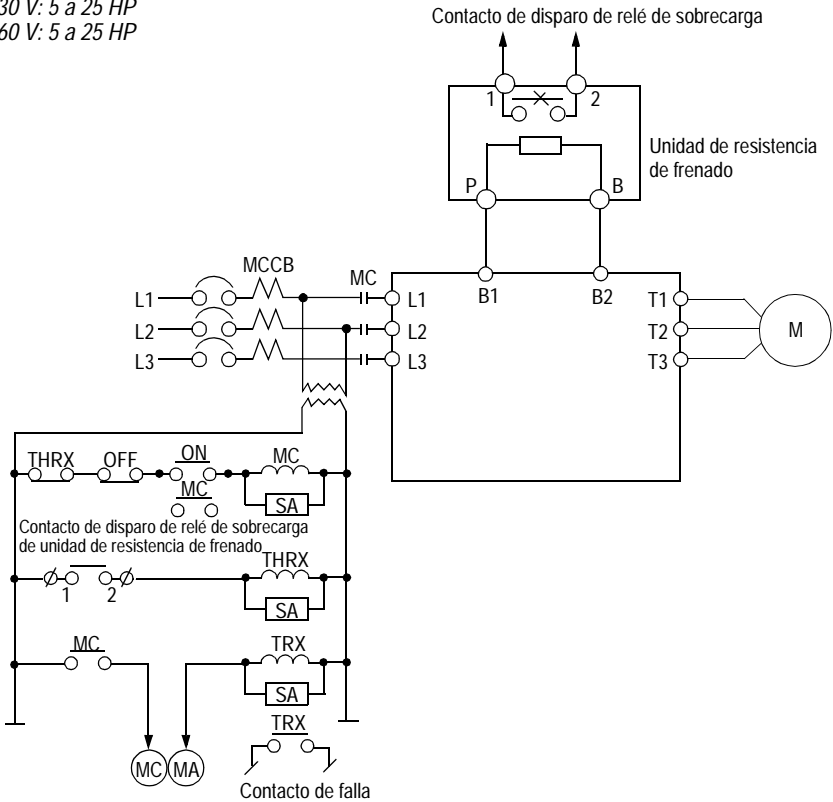 30 V: 5 a 25 HP
60 V: 5 a 25 HP
Contacto de disparo de relé de sobrecarga
1
2
Unidad de resistencia
de frenado
P
B
MCCB
MC
L1
L1
B1
B2
T1
L2
L2
T2
M
L3
L3
T3
THRX
OFF
ON
MC
MC
SA
Contacto de disparo de relé de sobrecarga
de unidad de resistencia de frenado
THRX
1
2
SA
MC
TRX
SA
TRX
MC
MA
Contacto de falla